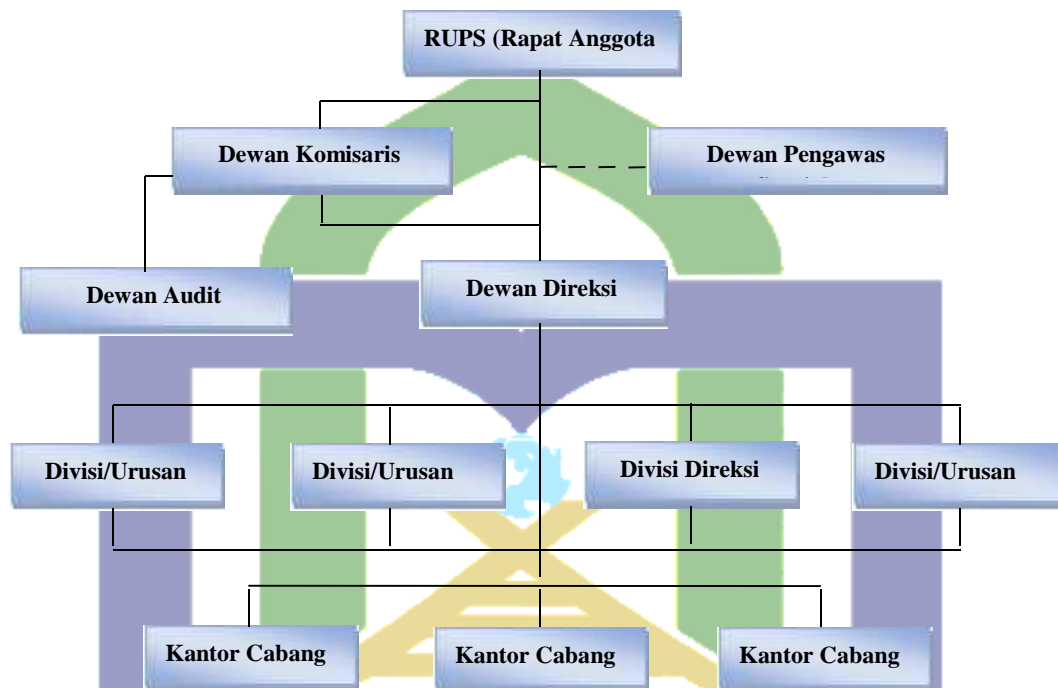 RUPS (Rapat Anggota
Dewan Komisaris
Dewan Pengawas
Dewan Audit
Dewan Direksi
Divisi/Urusan
Divisi/Urusan
Divisi Direksi
Divisi/Urusan
Kantor Cabang
Kantor Cabang
Kantor Cabang